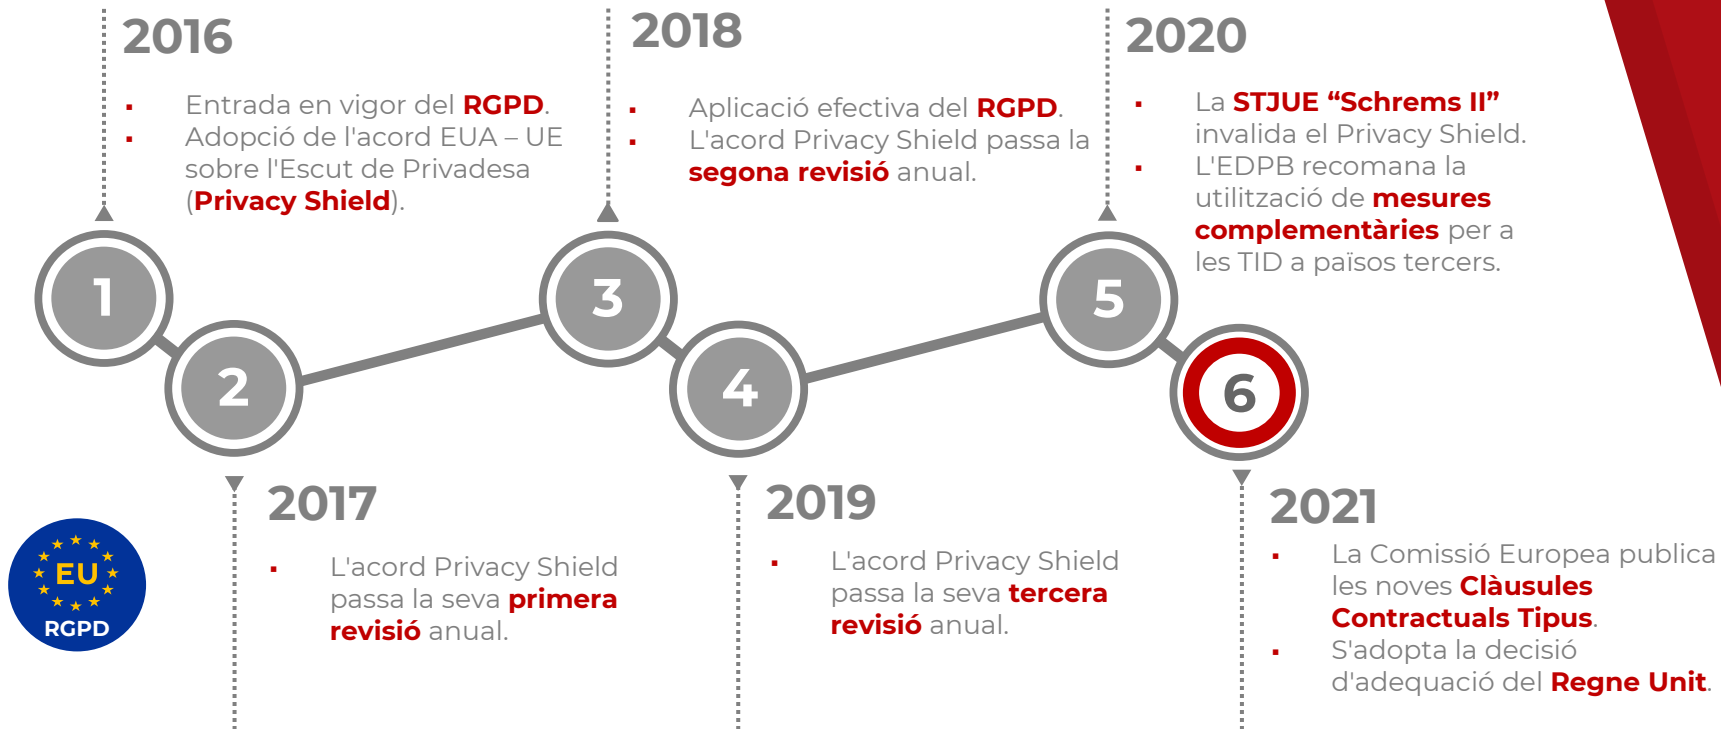 2016
▪ Entrada en vigor del RGPD.
▪ Adopció de l'acord EUA – UE
sobre l'Escut de Privadesa
(Privacy Shield).
2018
▪ Aplicació efectiva del RGPD.
▪ L'acord Privacy Shield passa la
segona revisió anual.
2020
▪ La STJUE “Schrems II”
invalida el Privacy Shield.
▪ L'EDPB recomana la
utilització de mesures
complementàries per a
les TID a països tercers.
1
2
3
4
5
6
2017
▪ L'acord Privacy Shield
passa la seva primera
revisió anual.
2019
▪ L'acord Privacy Shield
passa la seva tercera
revisió anual.
2021
▪ La Comissió Europea publica
les noves Clàusules
Contractuals Tipus.
▪ S'adopta la decisió
d'adequació del Regne Unit.
EU
RGPD